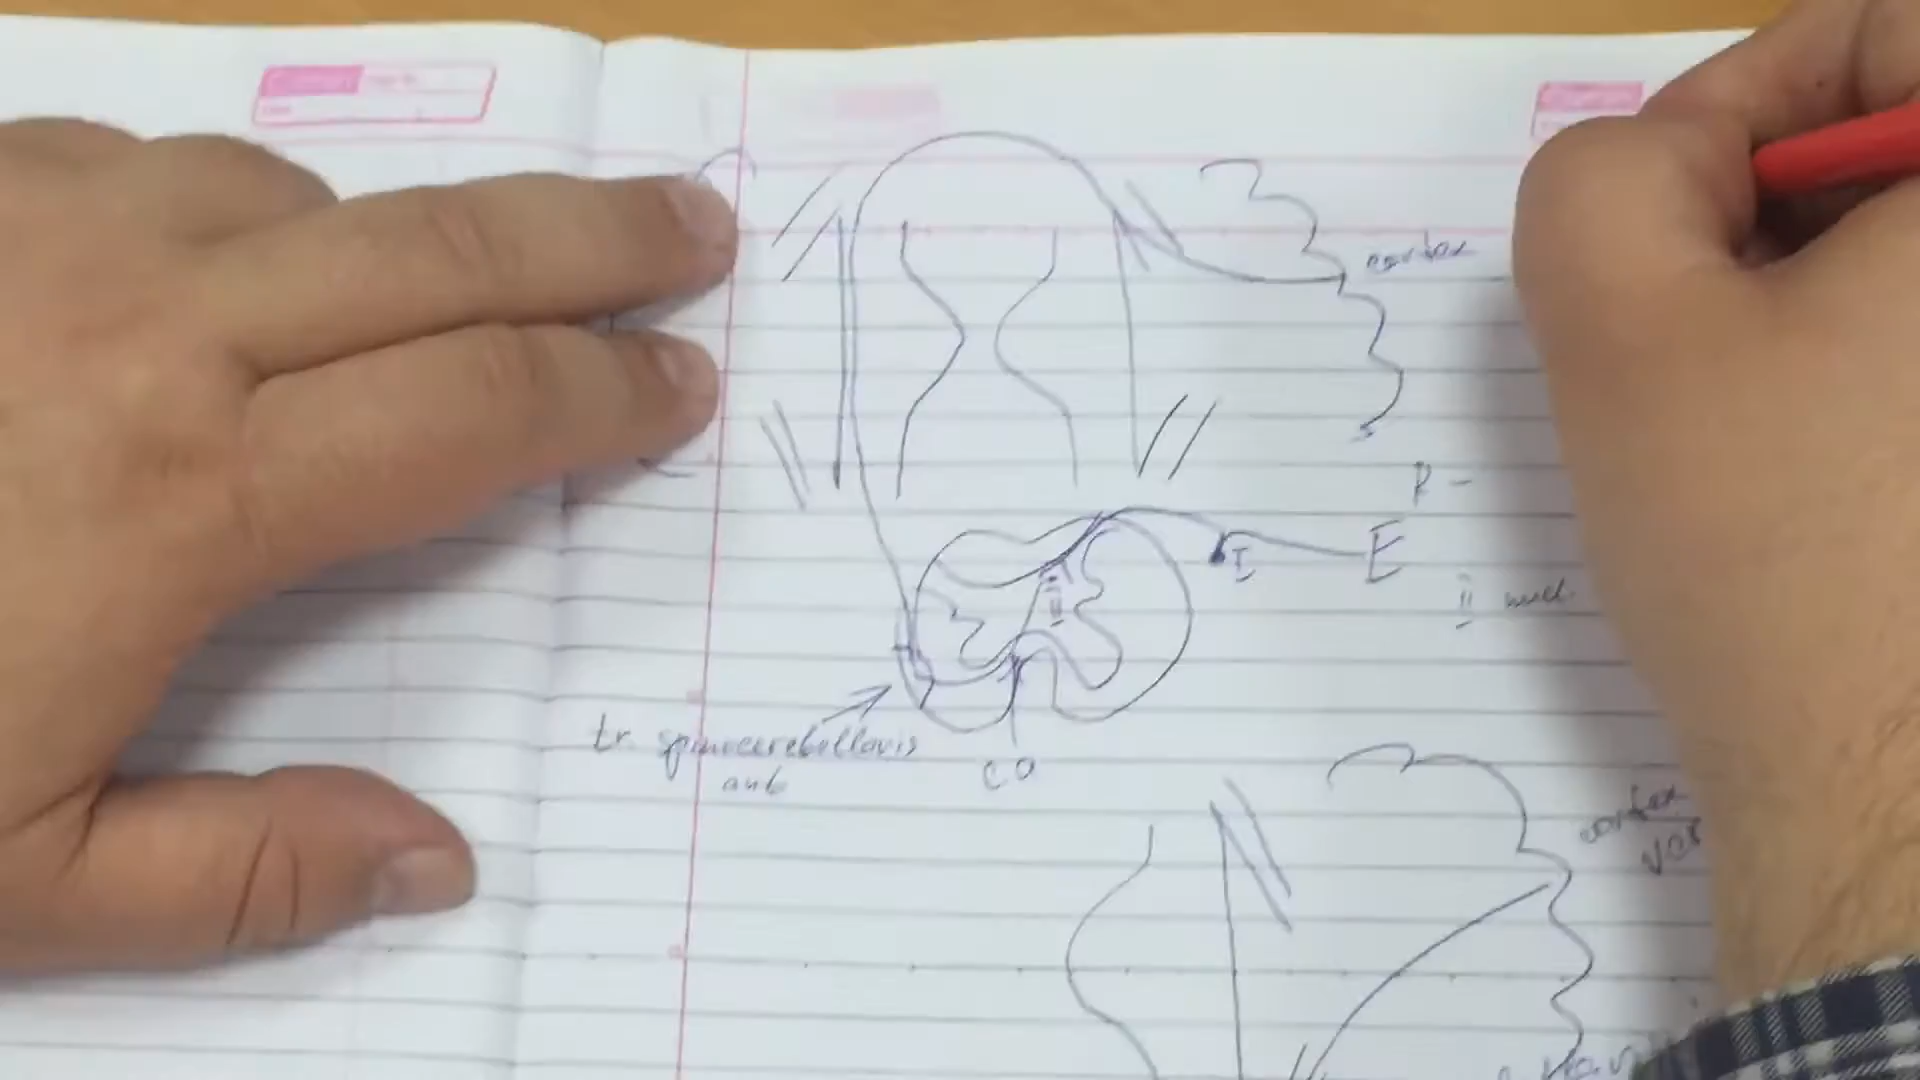 cortex
R -
I
E
ii
ii nucl.
tr. spinocerebellaris
ant
CO
cortex
ver